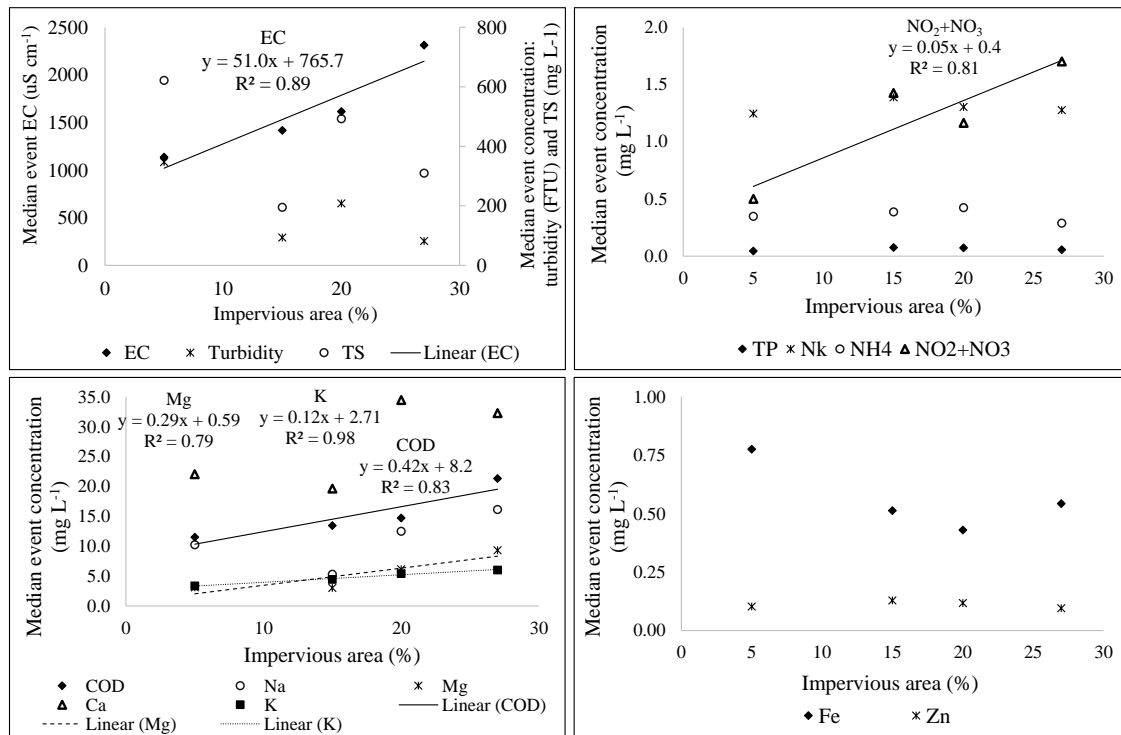 Median event EC (uS cm-1)
2500
2000
1500
1000
500
0
EC
y = 51.0x + 765.7
R² = 0.89
800
600
400
200
0
Median event concentration:
turbidity (FTU) and TS (mg L-1)
0 10 20 30
Impervious area (%)
EC Turbidity TS Linear (EC)
Median event concentration
(mg L-1)
2.0
1.5
1.0
0.5
0.0
NO2+NO3
y = 0.05x + 0.4
R² = 0.81
0 5 10 15 20 25 30
Impervious area (%)
TP Nk NH4 NO2+NO3
Median event concentration
(mg L-1)
35.0
30.0
25.0
20.0
15.0
10.0
5.0
0.0
Mg
y = 0.29x + 0.59
R² = 0.79
K
y = 0.12x + 2.71
R² = 0.98
COD
y = 0.42x + 8.2
R² = 0.83
0 10 20 30
Impervious area (%)
COD Na Mg
Ca K Linear (COD)
Linear (Mg) Linear (K)
Median event concentration
(mg L-1)
1.00
0.75
0.50
0.25
0.00
0 5 10 15 20 25 30
Impervious area (%)
Fe Zn